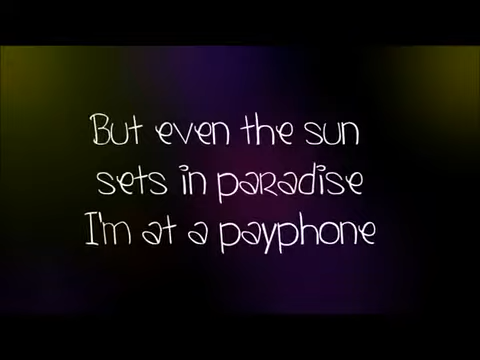 But even the sun
sets in paradise
I'm at a payphone